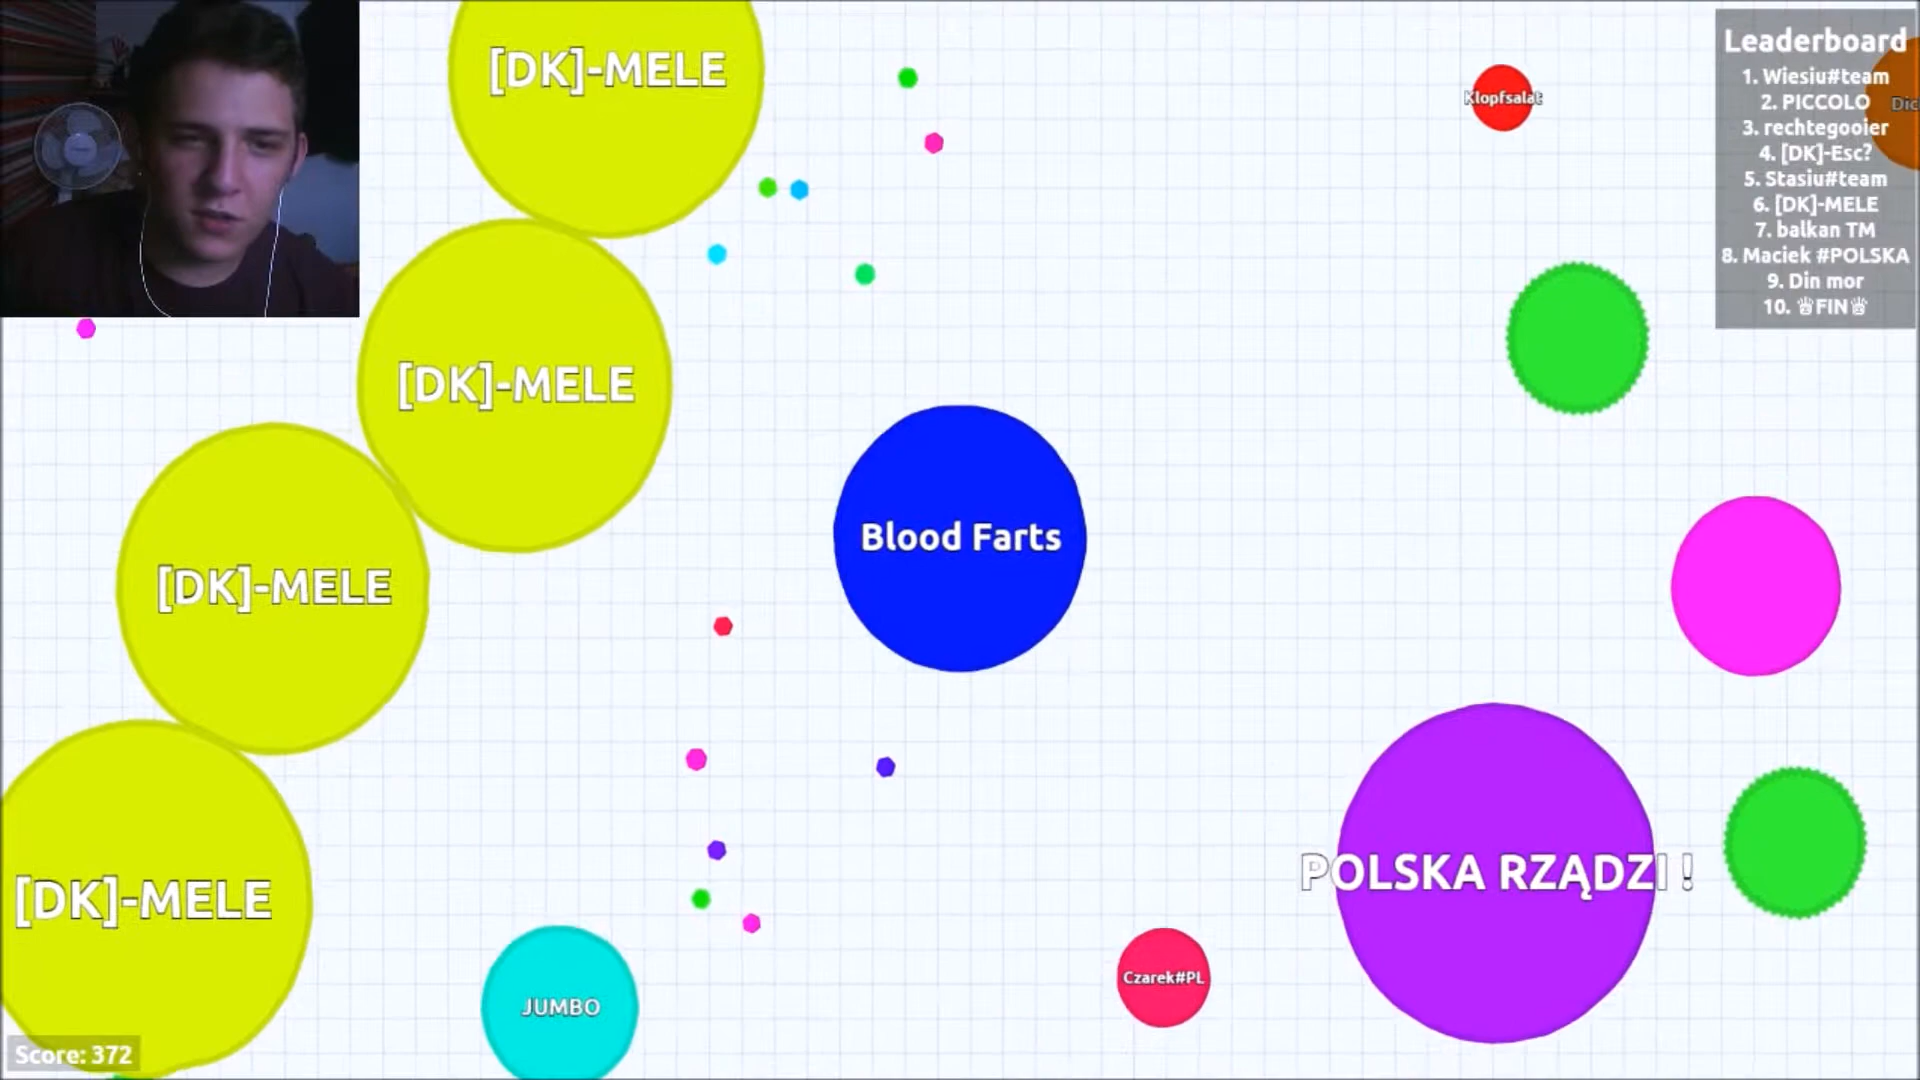 [DK]-MELE
Klopfsalat
Leaderboard
1. Wiesiu#team
2. PICCOLO
3. rechtegooier
4. [DK]-Esc?
5. Stasiu#team
6. [DK]-MELE
7. balkan TM
8. Maciek #POLSKA
9. Din mor
10. ♕FIN♕
Dic
[DK]-MELE
Blood Farts
[DK]-MELE
POLSKA RZĄDZI !
[DK]-MELE
Czarek#PL
JUMBO
Score: 372